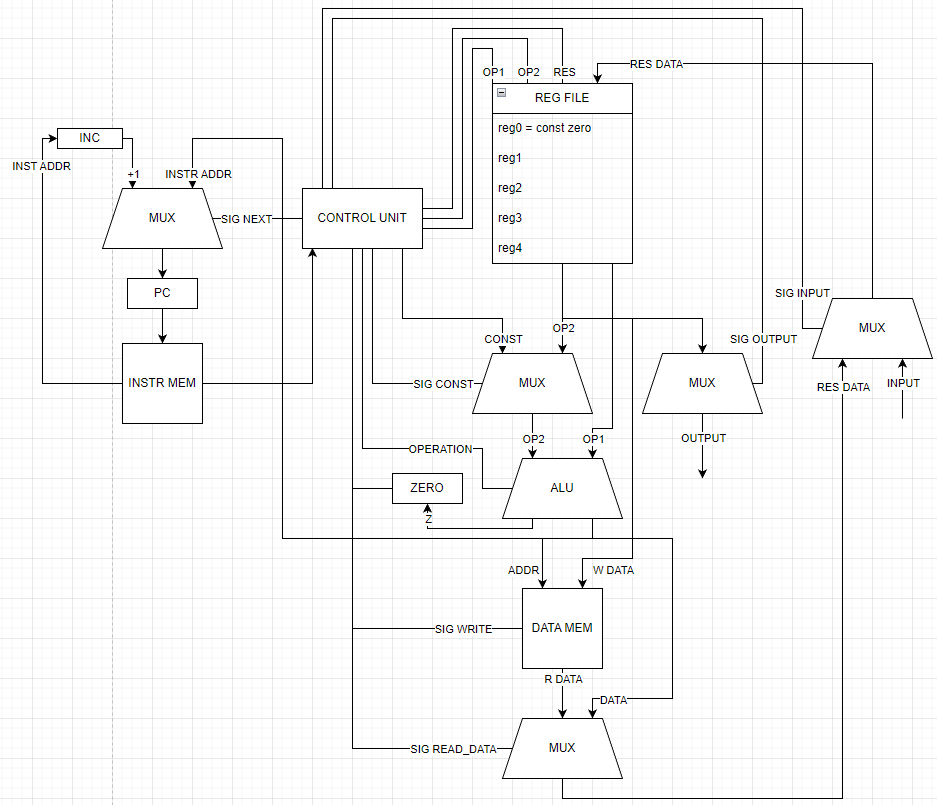 OP1 OP2 RES
RES DATA
REG FILE
reg0 = const zero
reg1
reg2
reg3
reg4
INC
INST ADDR
+1
INSTR ADDR
MUX
SIG NEXT
CONTROL UNIT
PC
INSTR MEM
SIG INPUT
MUX
SIG OUTPUT
CONST
OP2
SIG CONST
MUX
MUX
RES DATA
INPUT
OP2
OP1
OUTPUT
OPERATION
ZERO
ALU
Z
ADDR
W DATA
SIG WRITE
DATA MEM
R DATA
DATA
SIG READ_DATA
MUX